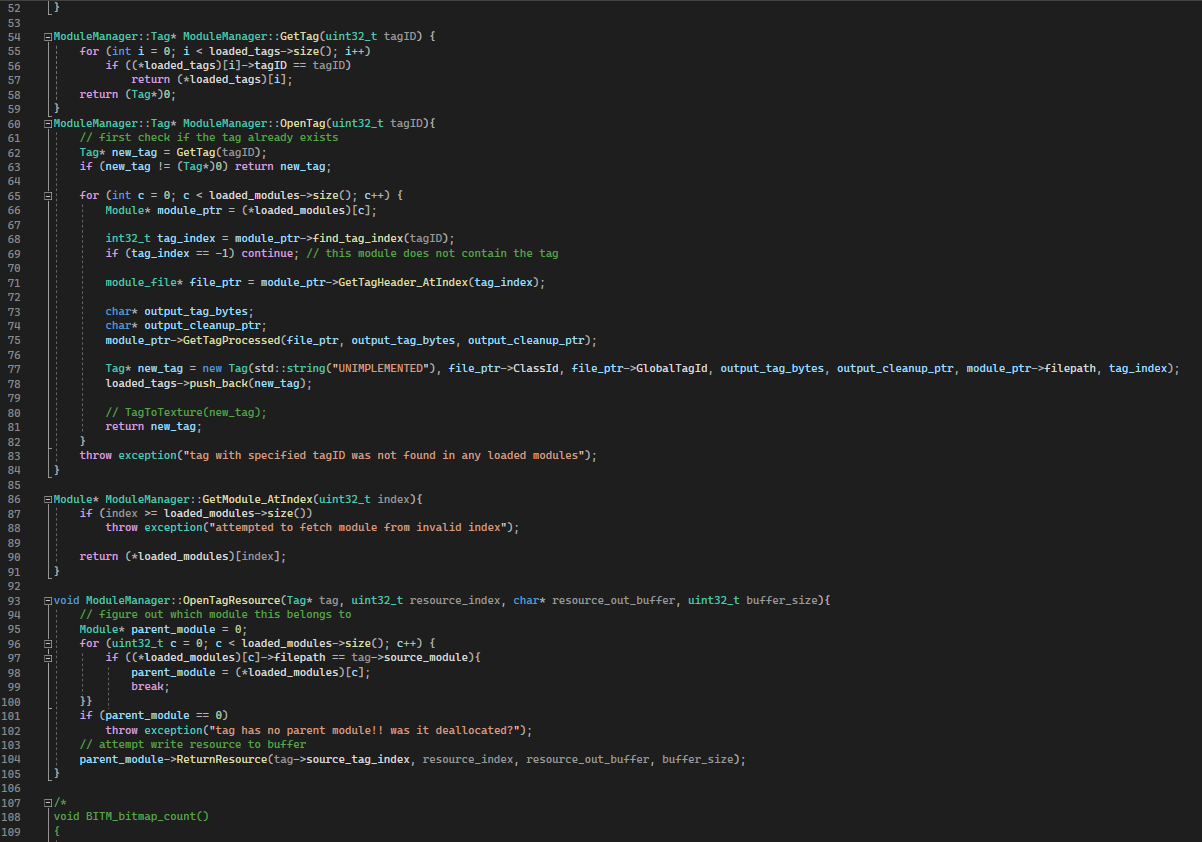 52 }
53
54 ModuleManager::Tag* ModuleManager::GetTag(uint32_t tagID) {
55     for (int i = 0; i < loaded_tags->size(); i++)
56         if ((*loaded_tags)[i]->tagID == tagID)
57             return (*loaded_tags)[i];
58     return (Tag*)0;
59 }
60 ModuleManager::Tag* ModuleManager::OpenTag(uint32_t tagID){
61     // first check if the tag already exists
62     Tag* new_tag = GetTag(tagID);
63     if (new_tag != (Tag*)0) return new_tag;
64
65     for (int c = 0; c < loaded_modules->size(); c++) {
66         Module* module_ptr = (*loaded_modules)[c];
67
68         int32_t tag_index = module_ptr->find_tag_index(tagID);
69         if (tag_index == -1) continue; // this module does not contain the tag
70
71         module_file* file_ptr = module_ptr->GetTagHeader_AtIndex(tag_index);
72
73         char* output_tag_bytes;
74         char* output_cleanup_ptr;
75         module_ptr->GetTagProcessed(file_ptr, output_tag_bytes, output_cleanup_ptr);
76
77         Tag* new_tag = new Tag(std::string("UNIMPLEMENTED"), file_ptr->ClassId, file_ptr->GlobalTagId, output_tag_bytes, output_cleanup_ptr, module_ptr->filepath, tag_index);
78         loaded_tags->push_back(new_tag);
79
80         // TagToTexture(new_tag);
81         return new_tag;
82     }
83     throw exception("tag with specified tagID was not found in any loaded modules");
84 }
85
86 Module* ModuleManager::GetModule_AtIndex(uint32_t index){
87     if (index >= loaded_modules->size())
88         throw exception("attempted to fetch module from invalid index");
89
90     return (*loaded_modules)[index];
91 }
92
93 void ModuleManager::OpenTagResource(Tag* tag, uint32_t resource_index, char* resource_out_buffer, uint32_t buffer_size){
94     // figure out which module this belongs to
95     Module* parent_module = 0;
96     for (uint32_t c = 0; c < loaded_modules->size(); c++) {
97         if ((*loaded_modules)[c]->filepath == tag->source_module){
98             parent_module = (*loaded_modules)[c];
99             break;
100     }}
101     if (parent_module == 0)
102         throw exception("tag has no parent module!! was it deallocated?");
103     // attempt write resource to buffer
104     parent_module->ReturnResource(tag->source_tag_index, resource_index, resource_out_buffer, buffer_size);
105 }
106
107 /*
108 void BITM_bitmap_count()
109 {